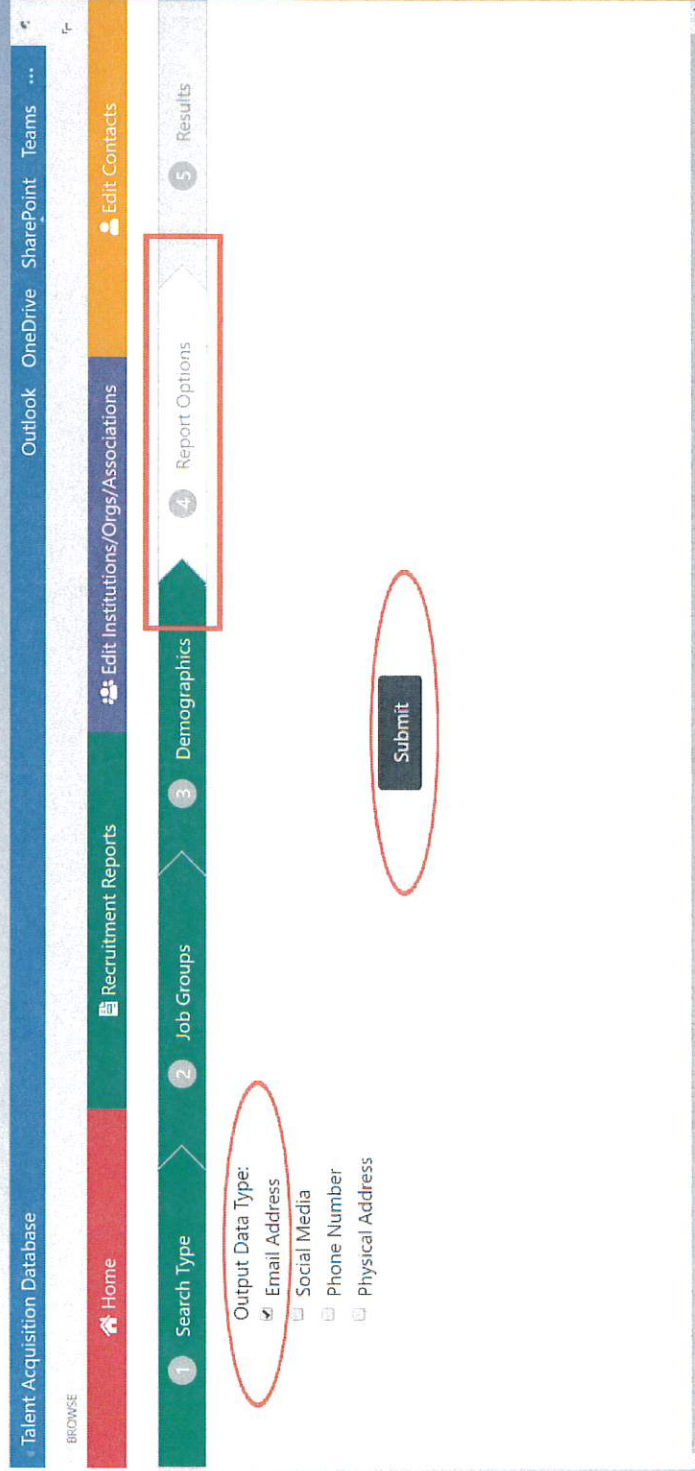 Talent Acquisition Database
Outlook OneDrive SharePoint Teams ...
BROWSE
Home
Recruitment Reports
Edit Institutions/Orgs/Associations
Edit Contacts
1 Search Type
2 Job Groups
3 Demographics
4 Report Options
5 Results
Output Data Type:
Email Address
Social Media
Phone Number
Physical Address
Submit